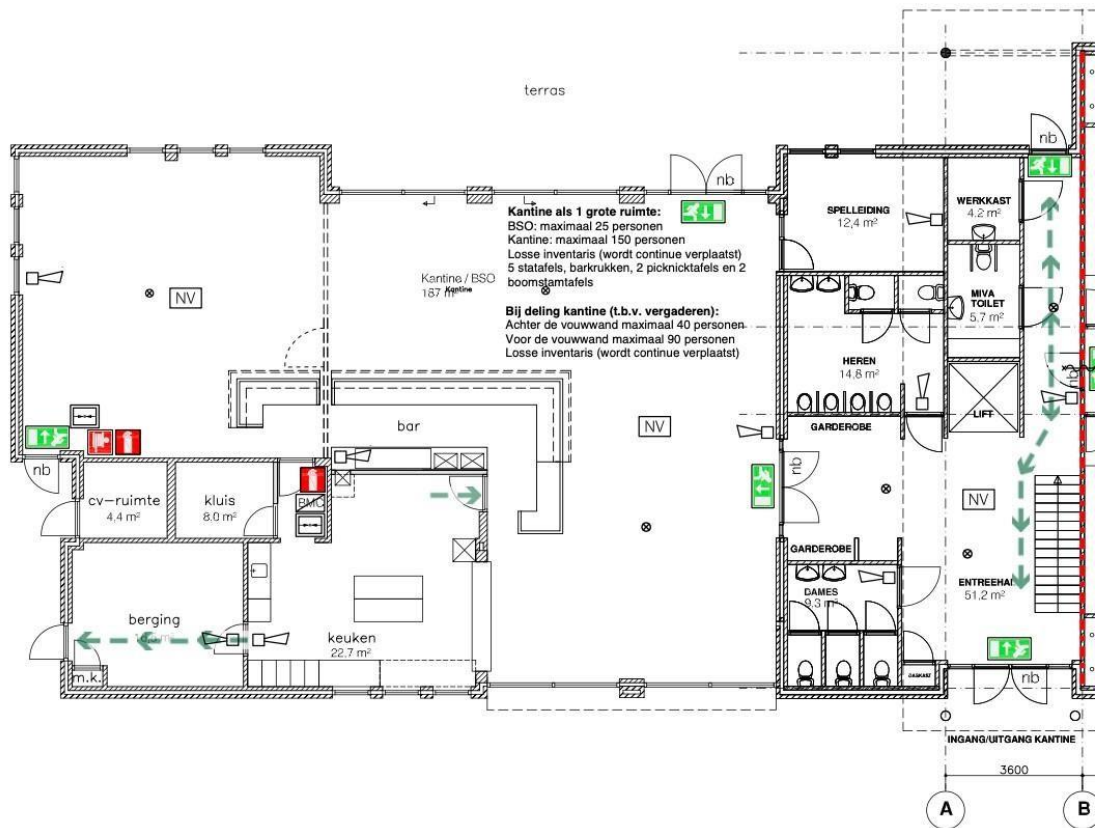 terras
nb
nb
Kantine als 1 grote ruimte:
BSO: maximaal 25 personen
Kantine: maximaal 150 personen
Losse inventaris (wordt continue verplaatst)
5 statafels, barkrukken, 2 picknicktafels en 2
boomstamtafels
Bij deling kantine (t.b.v. vergaderen):
Achter de vouwwand maximaal 40 personen
Voor de vouwwand maximaal 90 personen
Losse inventaris (wordt continue verplaatst)
Kantine / BSO
187 m²
Kantine
NV
SPELLEIDING
12,4 m²
WERKKAST
4.2 m²
MIVA
TOILET
5.7 m²
HEREN
14,8 m²
LIFT
nb
GARDEROBE
bar
NV
nb
nb
cv-ruimte
4,4 m²
kluis
8,0 m²
BMC
NV
GARDEROBE
DAMES
9.3 m²
ENTREEHAL
51,2 m²
berging
keuken
22,7 m²
m.k.
nb
INGANG/UITGANG KANTINE
3600
A
B